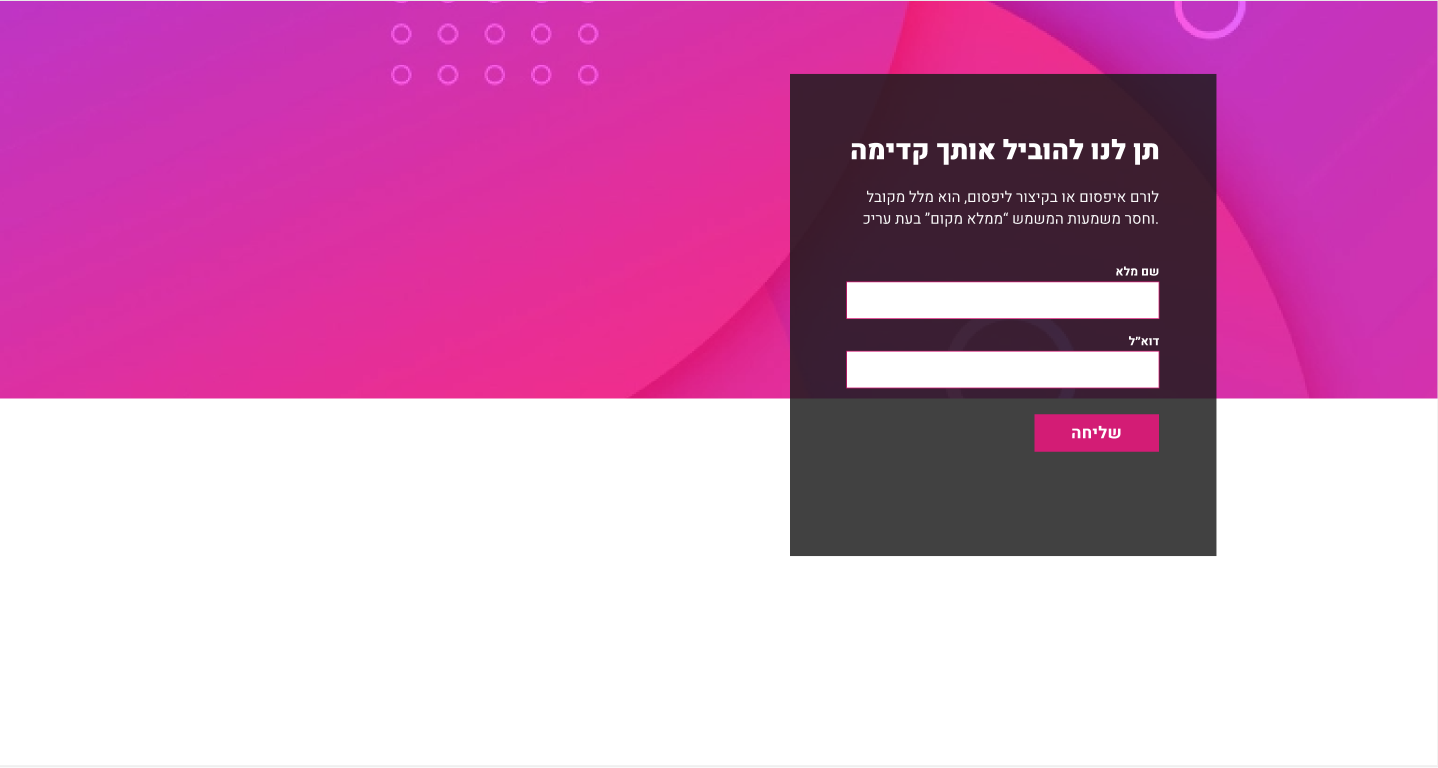 תן לנו להוביל אותך קדימה
לורם איפסום או בקיצור ליפסום, הוא מלל מקובל
וחסר משמעות המשמש “ממלא מקום” בעת עריכ.
שם מלא
דוא״ל
שליחה